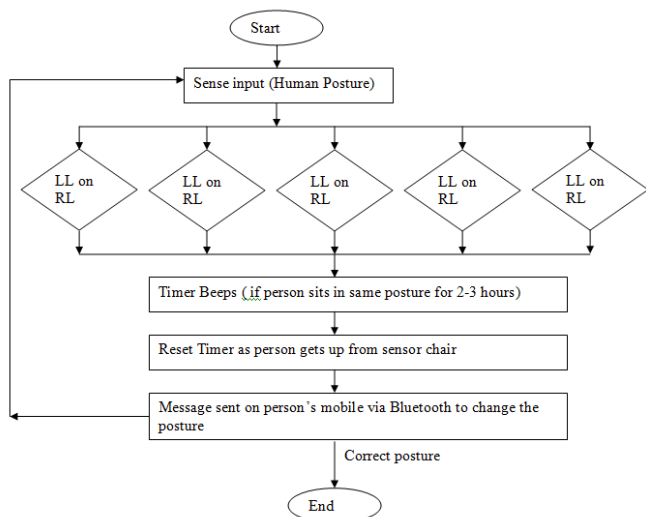 Start
Sense input (Human Posture)
LL on
RL
LL on
RL
LL on
RL
LL on
RL
LL on
RL
Timer Beeps ( if person sits in same posture for 2-3 hours)
Reset Timer as person gets up from sensor chair
Message sent on person's mobile via Bluetooth to change the
posture
Correct posture
End